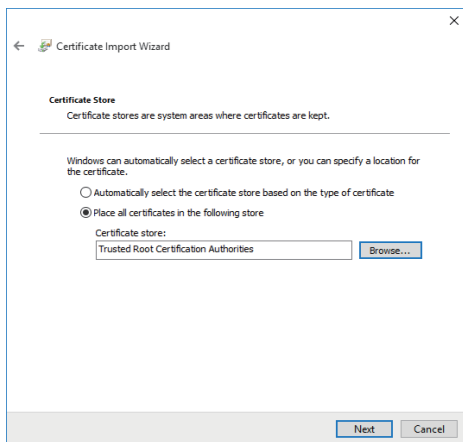 Certificate Import Wizard
Certificate Store
Certificate stores are system areas where certificates are kept.
Windows can automatically select a certificate store, or you can specify a location for
the certificate.
Automatically select the certificate store based on the type of certificate
Place all certificates in the following store
Certificate store:
Trusted Root Certification Authorities
Browse...
Next
Cancel